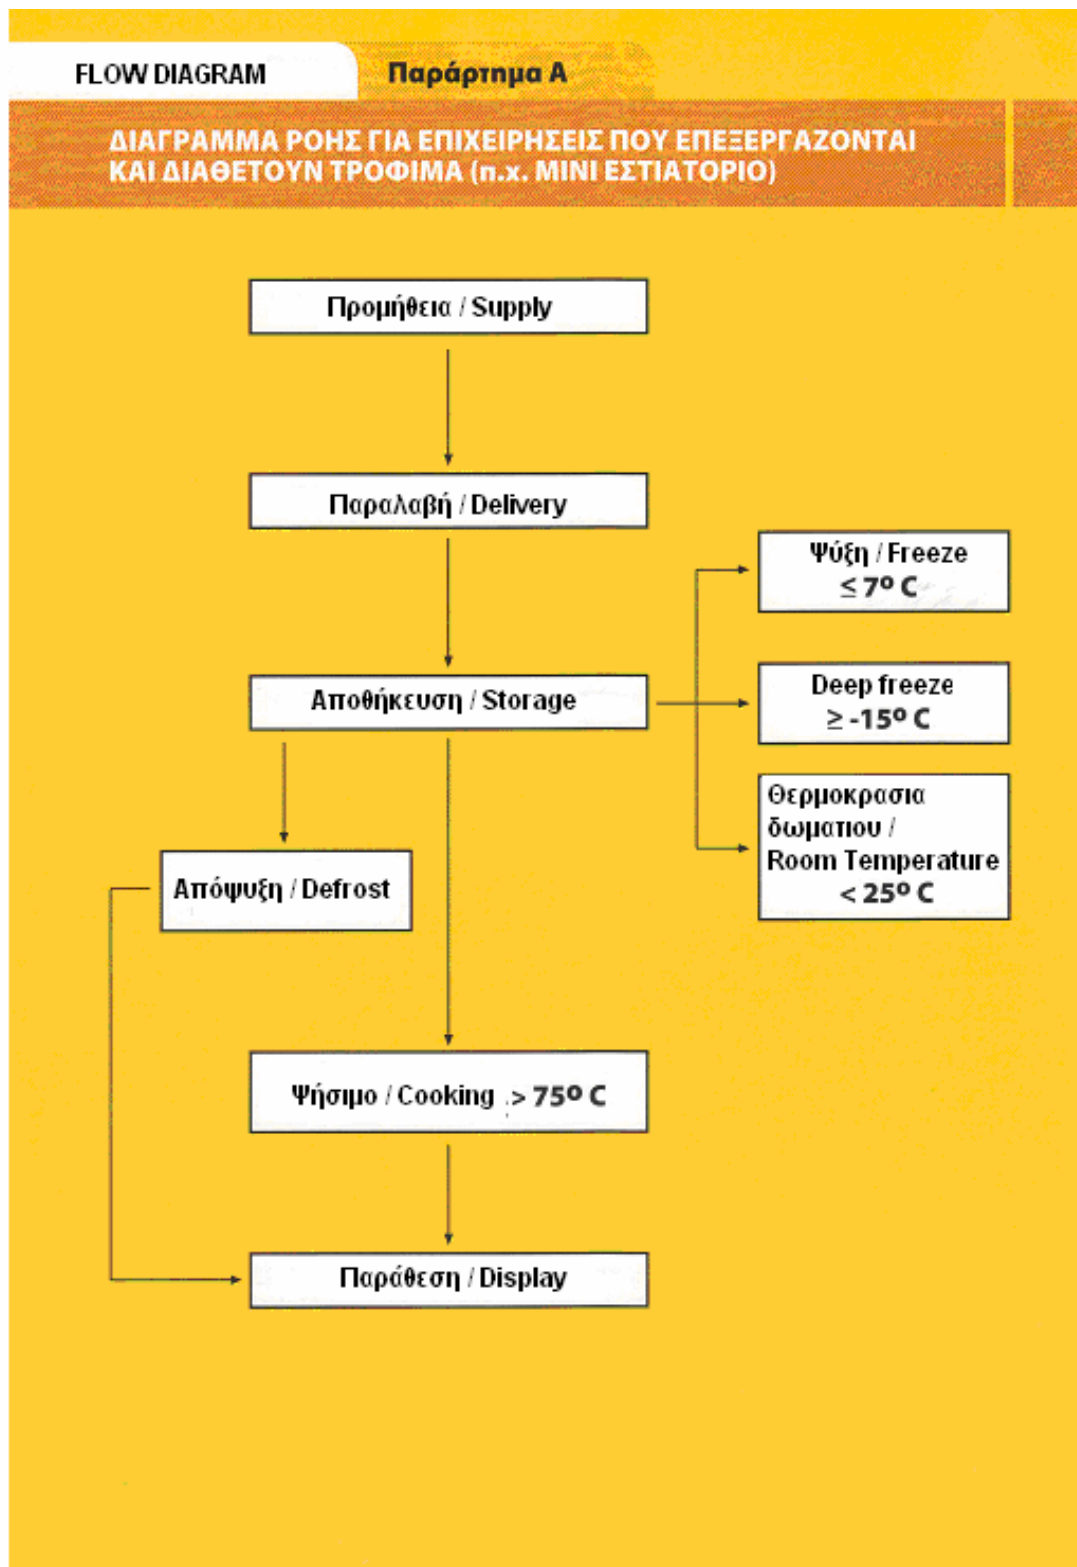 FLOW DIAGRAM
Παράρτημα Α
ΔΙΑΓΡΑΜΜΑ ΡΟΗΣ ΓΙΑ ΕΠΙΧΕΙΡΗΣΕΙΣ ΠΟΥ ΕΠΕΞΕΡΓΑΖΟΝΤΑΙ
ΚΑΙ ΔΙΑΘΕΤΟΥΝ ΤΡΟΦΙΜΑ (π.χ. ΜΙΝΙ ΕΣΤΙΑΤΟΡΙΟ)
Προμήθεια / Supply
Παραλαβή / Delivery
Ψύξη / Freeze
≤ 7º C
Αποθήκευση / Storage
Deep freeze
≥ -15º C
Θερμοκρασια
δωματιου /
Room Temperature
< 25º C
Απόψυξη / Defrost
Ψήσιμο / Cooking > 75º C
Παράθεση / Display